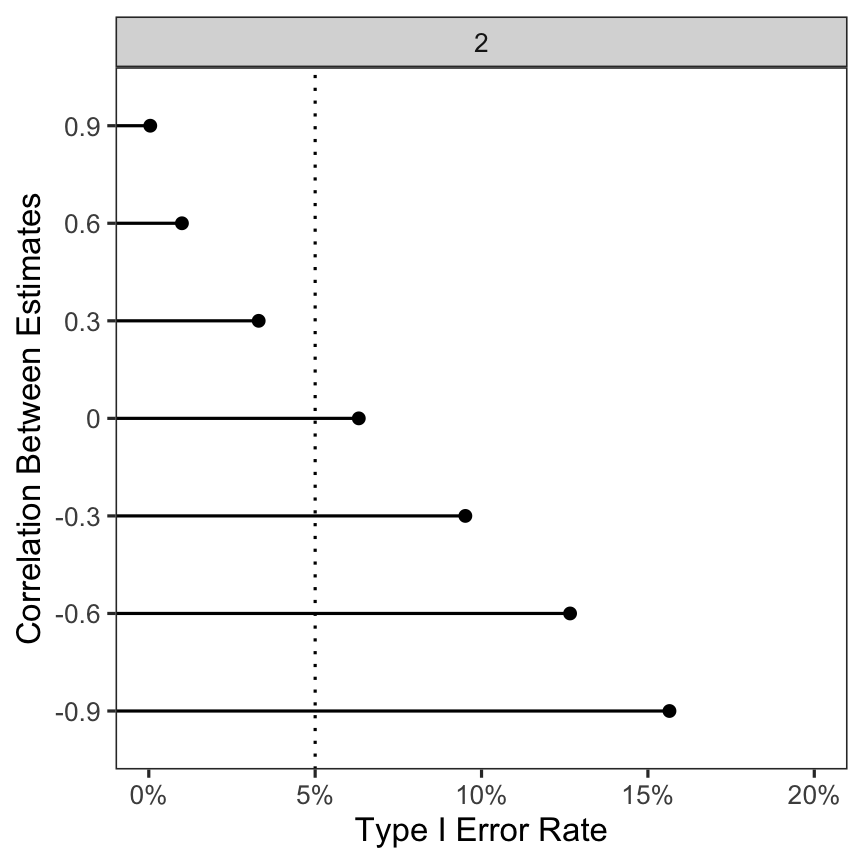 2
0.9
0.6
0.3
0
-0.3
-0.6
-0.9
Correlation Between Estimates
0% 5% 10% 15% 20%
Type I Error Rate